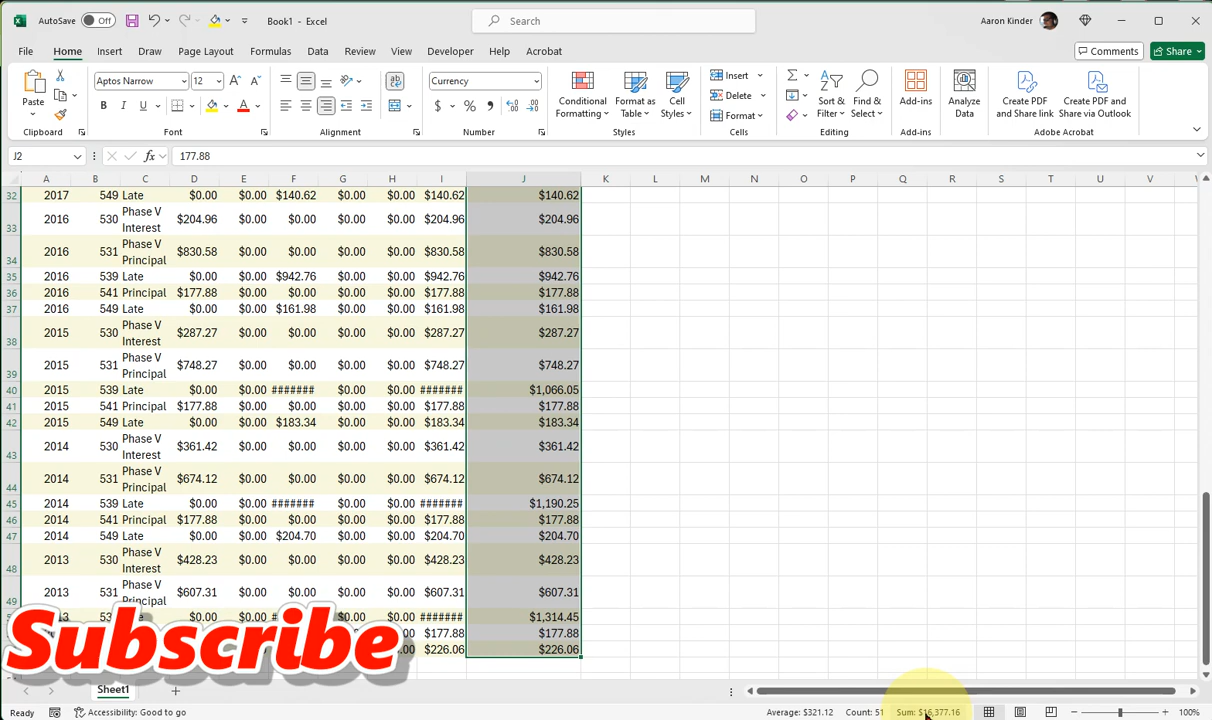 AutoSave Off Book1 - Excel Search Aaron Kinder
File Home Insert Draw Page Layout Formulas Data Review View Developer Help Acrobat Comments Share
Paste Aptos Narrow 12 Currency Conditional Formatting Format as Table Cell Styles Insert Delete Format Sort & Filter Find & Select Add-ins Analyze Data Create PDF and Share link Create PDF and Share via Outlook
Clipboard Font Alignment Number Styles Cells Editing Add-ins Adobe Acrobat
J2 fx 177.88
A B C D E F G H I J K L M N O P Q R S T U V
32 2017 549 Late $0.00 $0.00 $140.62 $0.00 $0.00 $140.62 $140.62
33 2016 530 Phase V Interest $204.96 $0.00 $0.00 $0.00 $0.00 $204.96 $204.96
34 2016 531 Phase V Principal $830.58 $0.00 $0.00 $0.00 $0.00 $830.58 $830.58
35 2016 539 Late $0.00 $0.00 $942.76 $0.00 $0.00 $942.76 $942.76
36 2016 541 Principal $177.88 $0.00 $0.00 $0.00 $0.00 $177.88 $177.88
37 2016 549 Late $0.00 $0.00 $161.98 $0.00 $0.00 $161.98 $161.98
38 2015 530 Phase V Interest $287.27 $0.00 $0.00 $0.00 $0.00 $287.27 $287.27
39 2015 531 Phase V Principal $748.27 $0.00 $0.00 $0.00 $0.00 $748.27 $748.27
40 2015 539 Late $0.00 $0.00 ####### $0.00 $0.00 ####### $1,066.05
41 2015 541 Principal $177.88 $0.00 $0.00 $0.00 $0.00 $177.88 $177.88
42 2015 549 Late $0.00 $0.00 $183.34 $0.00 $0.00 $183.34 $183.34
43 2014 530 Phase V Interest $361.42 $0.00 $0.00 $0.00 $0.00 $361.42 $361.42
44 2014 531 Phase V Principal $674.12 $0.00 $0.00 $0.00 $0.00 $674.12 $674.12
45 2014 539 Late $0.00 $0.00 ####### $0.00 $0.00 ####### $1,190.25
46 2014 541 Principal $177.88 $0.00 $0.00 $0.00 $0.00 $177.88 $177.88
47 2014 549 Late $0.00 $0.00 $204.70 $0.00 $0.00 $204.70 $204.70
48 2013 530 Phase V Interest $428.23 $0.00 $0.00 $0.00 $0.00 $428.23 $428.23
49 2013 531 Phase V Principal $607.31 $0.00 $0.00 $0.00 $0.00 $607.31 $607.31
$0.00 $0.00 ####### $1,314.45
$0.00 $177.88 $177.88
$226.06 $226.06
Subscribe
Sheet1
Accessibility: Good to go Average: $321.12 Count: 51 Sum: $16,377.16 100%